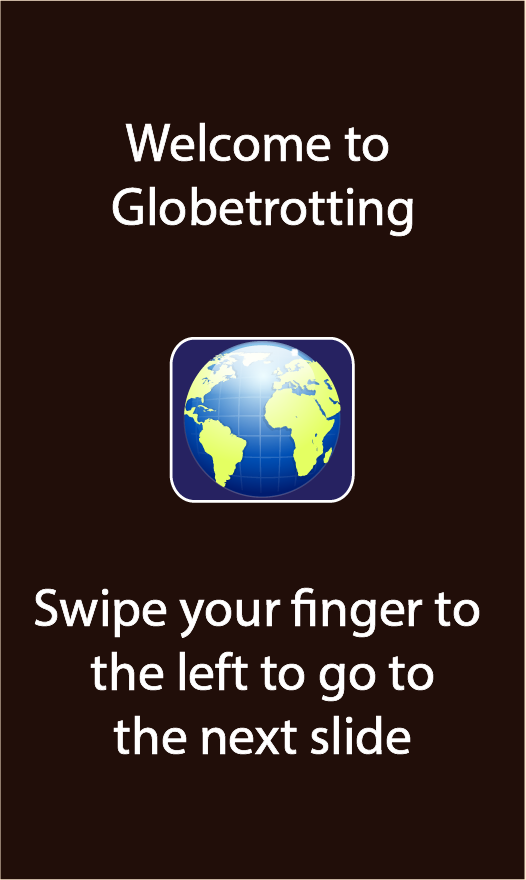 Welcome to
Globetrotting
Swipe your finger to
the left to go to
the next slide